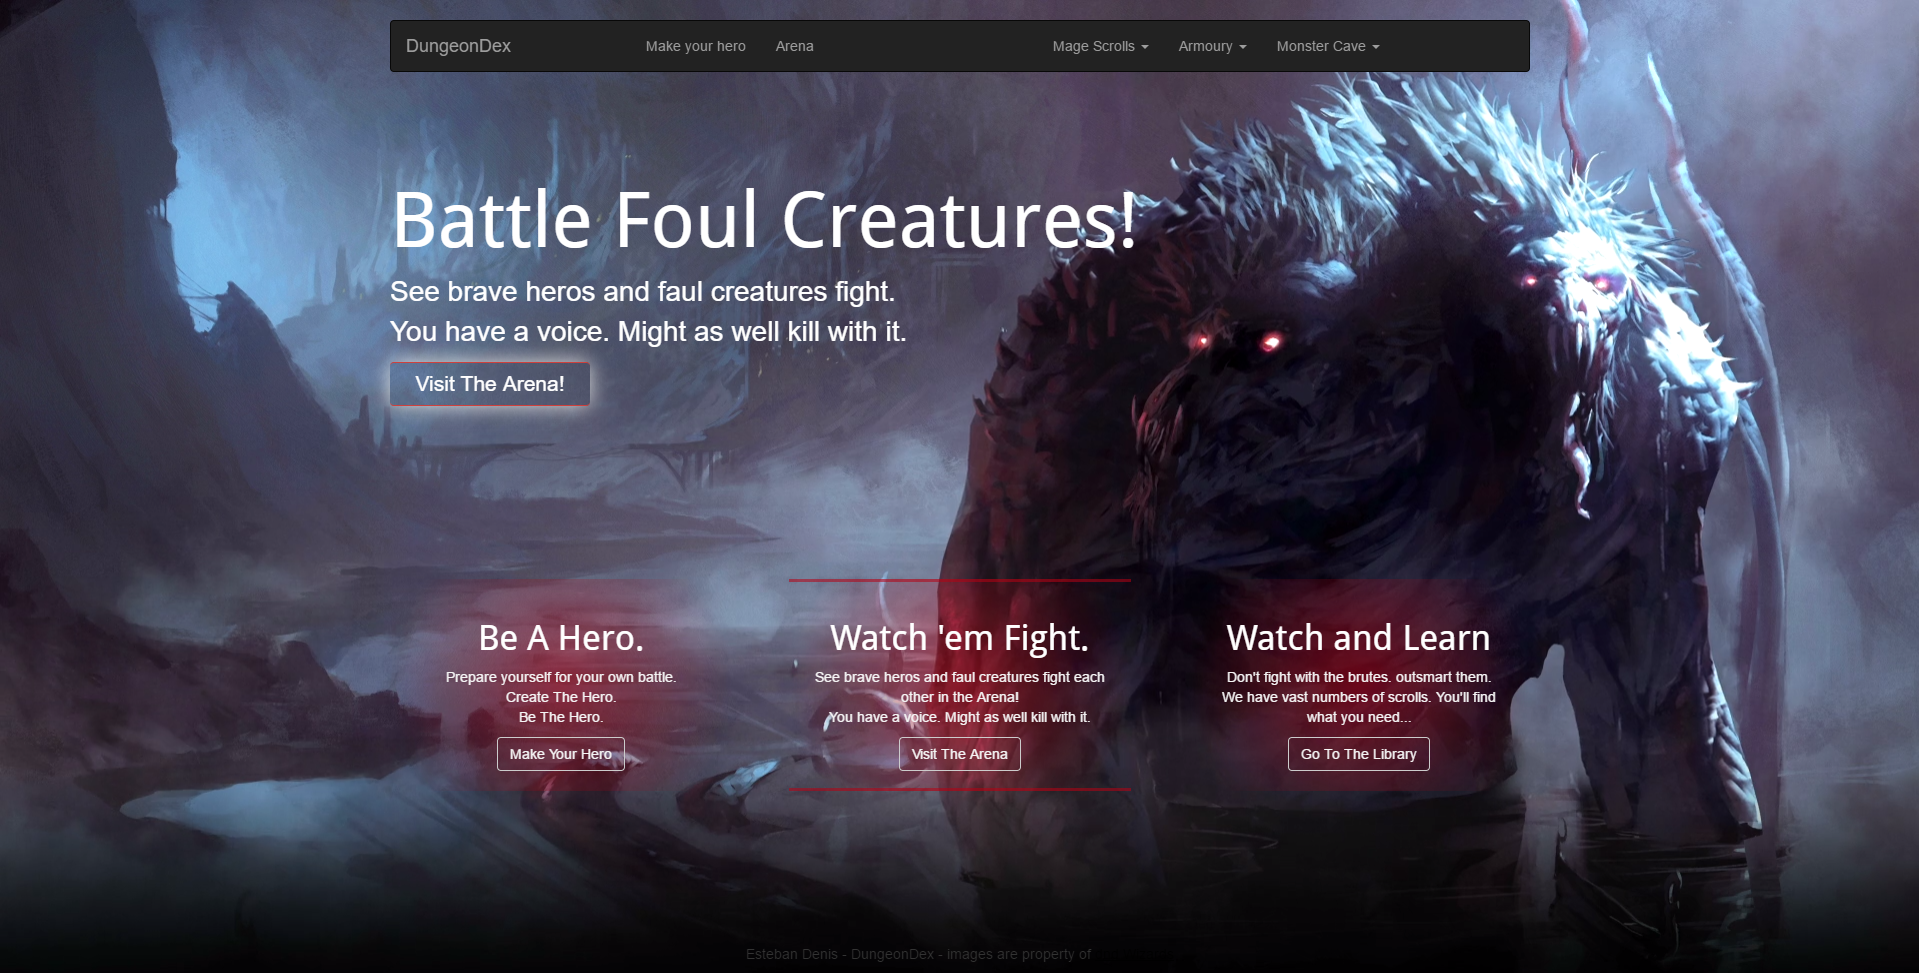 DungeonDex Make your hero Arena Mage Scrolls Armoury Monster Cave
Battle Foul Creatures!
See brave heros and faul creatures fight.
You have a voice. Might as well kill with it.
Visit The Arena!
Be A Hero.
Prepare yourself for your own battle.
Create The Hero.
Be The Hero.
Make Your Hero
Watch 'em Fight.
See brave heros and faul creatures fight each
other in the Arena!
You have a voice. Might as well kill with it.
Visit The Arena
Watch and Learn
Don't fight with the brutes. outsmart them.
We have vast numbers of scrolls. You'll find
what you need...
Go To The Library
Esteban Denis - DungeonDex - images are property of